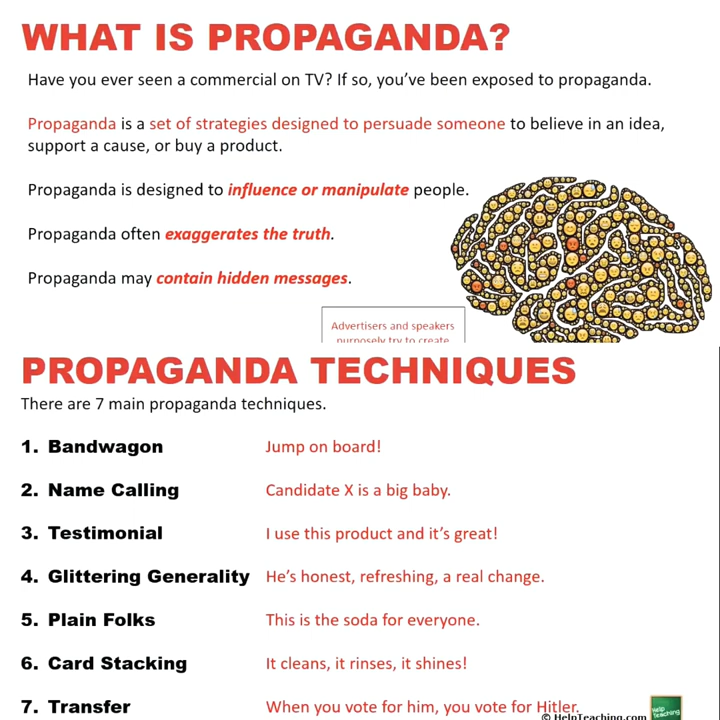 WHAT IS PROPAGANDA?
Have you ever seen a commercial on TV? If so, you’ve been exposed to propaganda.
Propaganda is a set of strategies designed to persuade someone to believe in an idea,
support a cause, or buy a product.
Propaganda is designed to influence or manipulate people.
Propaganda often exaggerates the truth.
Propaganda may contain hidden messages.
Advertisers and speakers
purposely try to create
PROPAGANDA TECHNIQUES
There are 7 main propaganda techniques.
1. Bandwagon Jump on board!
2. Name Calling Candidate X is a big baby.
3. Testimonial I use this product and it’s great!
4. Glittering Generality He’s honest, refreshing, a real change.
5. Plain Folks This is the soda for everyone.
6. Card Stacking It cleans, it rinses, it shines!
7. Transfer When you vote for him, you vote for Hitler.
© HelpTeaching.com
Help
Teaching